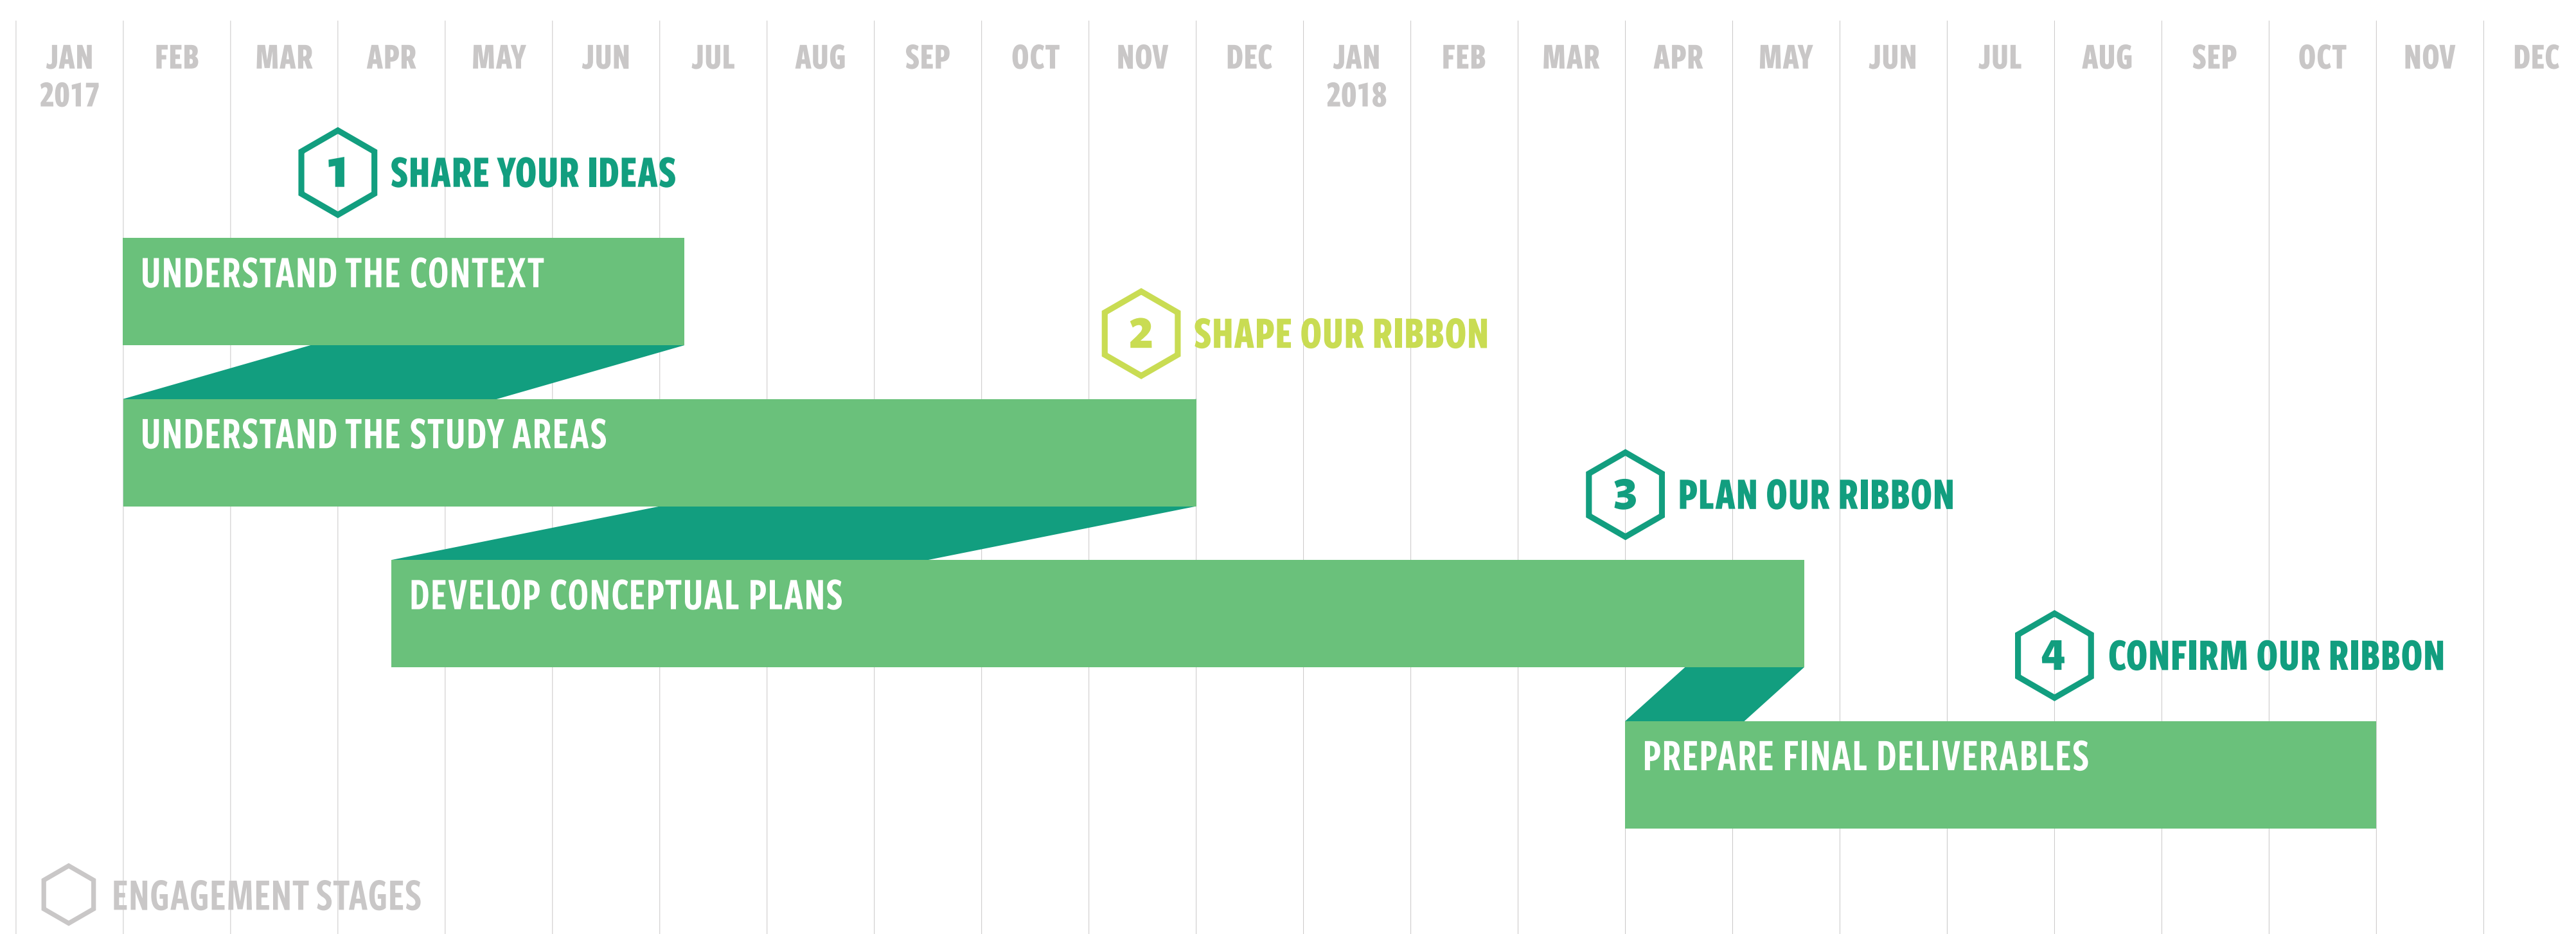 JAN FEB MAR APR MAY JUN JUL AUG SEP OCT NOV DEC JAN FEB MAR APR MAY JUN JUL AUG SEP OCT NOV DEC
2017 2018
1 SHARE YOUR IDEAS
UNDERSTAND THE CONTEXT
2 SHAPE OUR RIBBON
UNDERSTAND THE STUDY AREAS
3 PLAN OUR RIBBON
DEVELOP CONCEPTUAL PLANS
4 CONFIRM OUR RIBBON
PREPARE FINAL DELIVERABLES
ENGAGEMENT STAGES